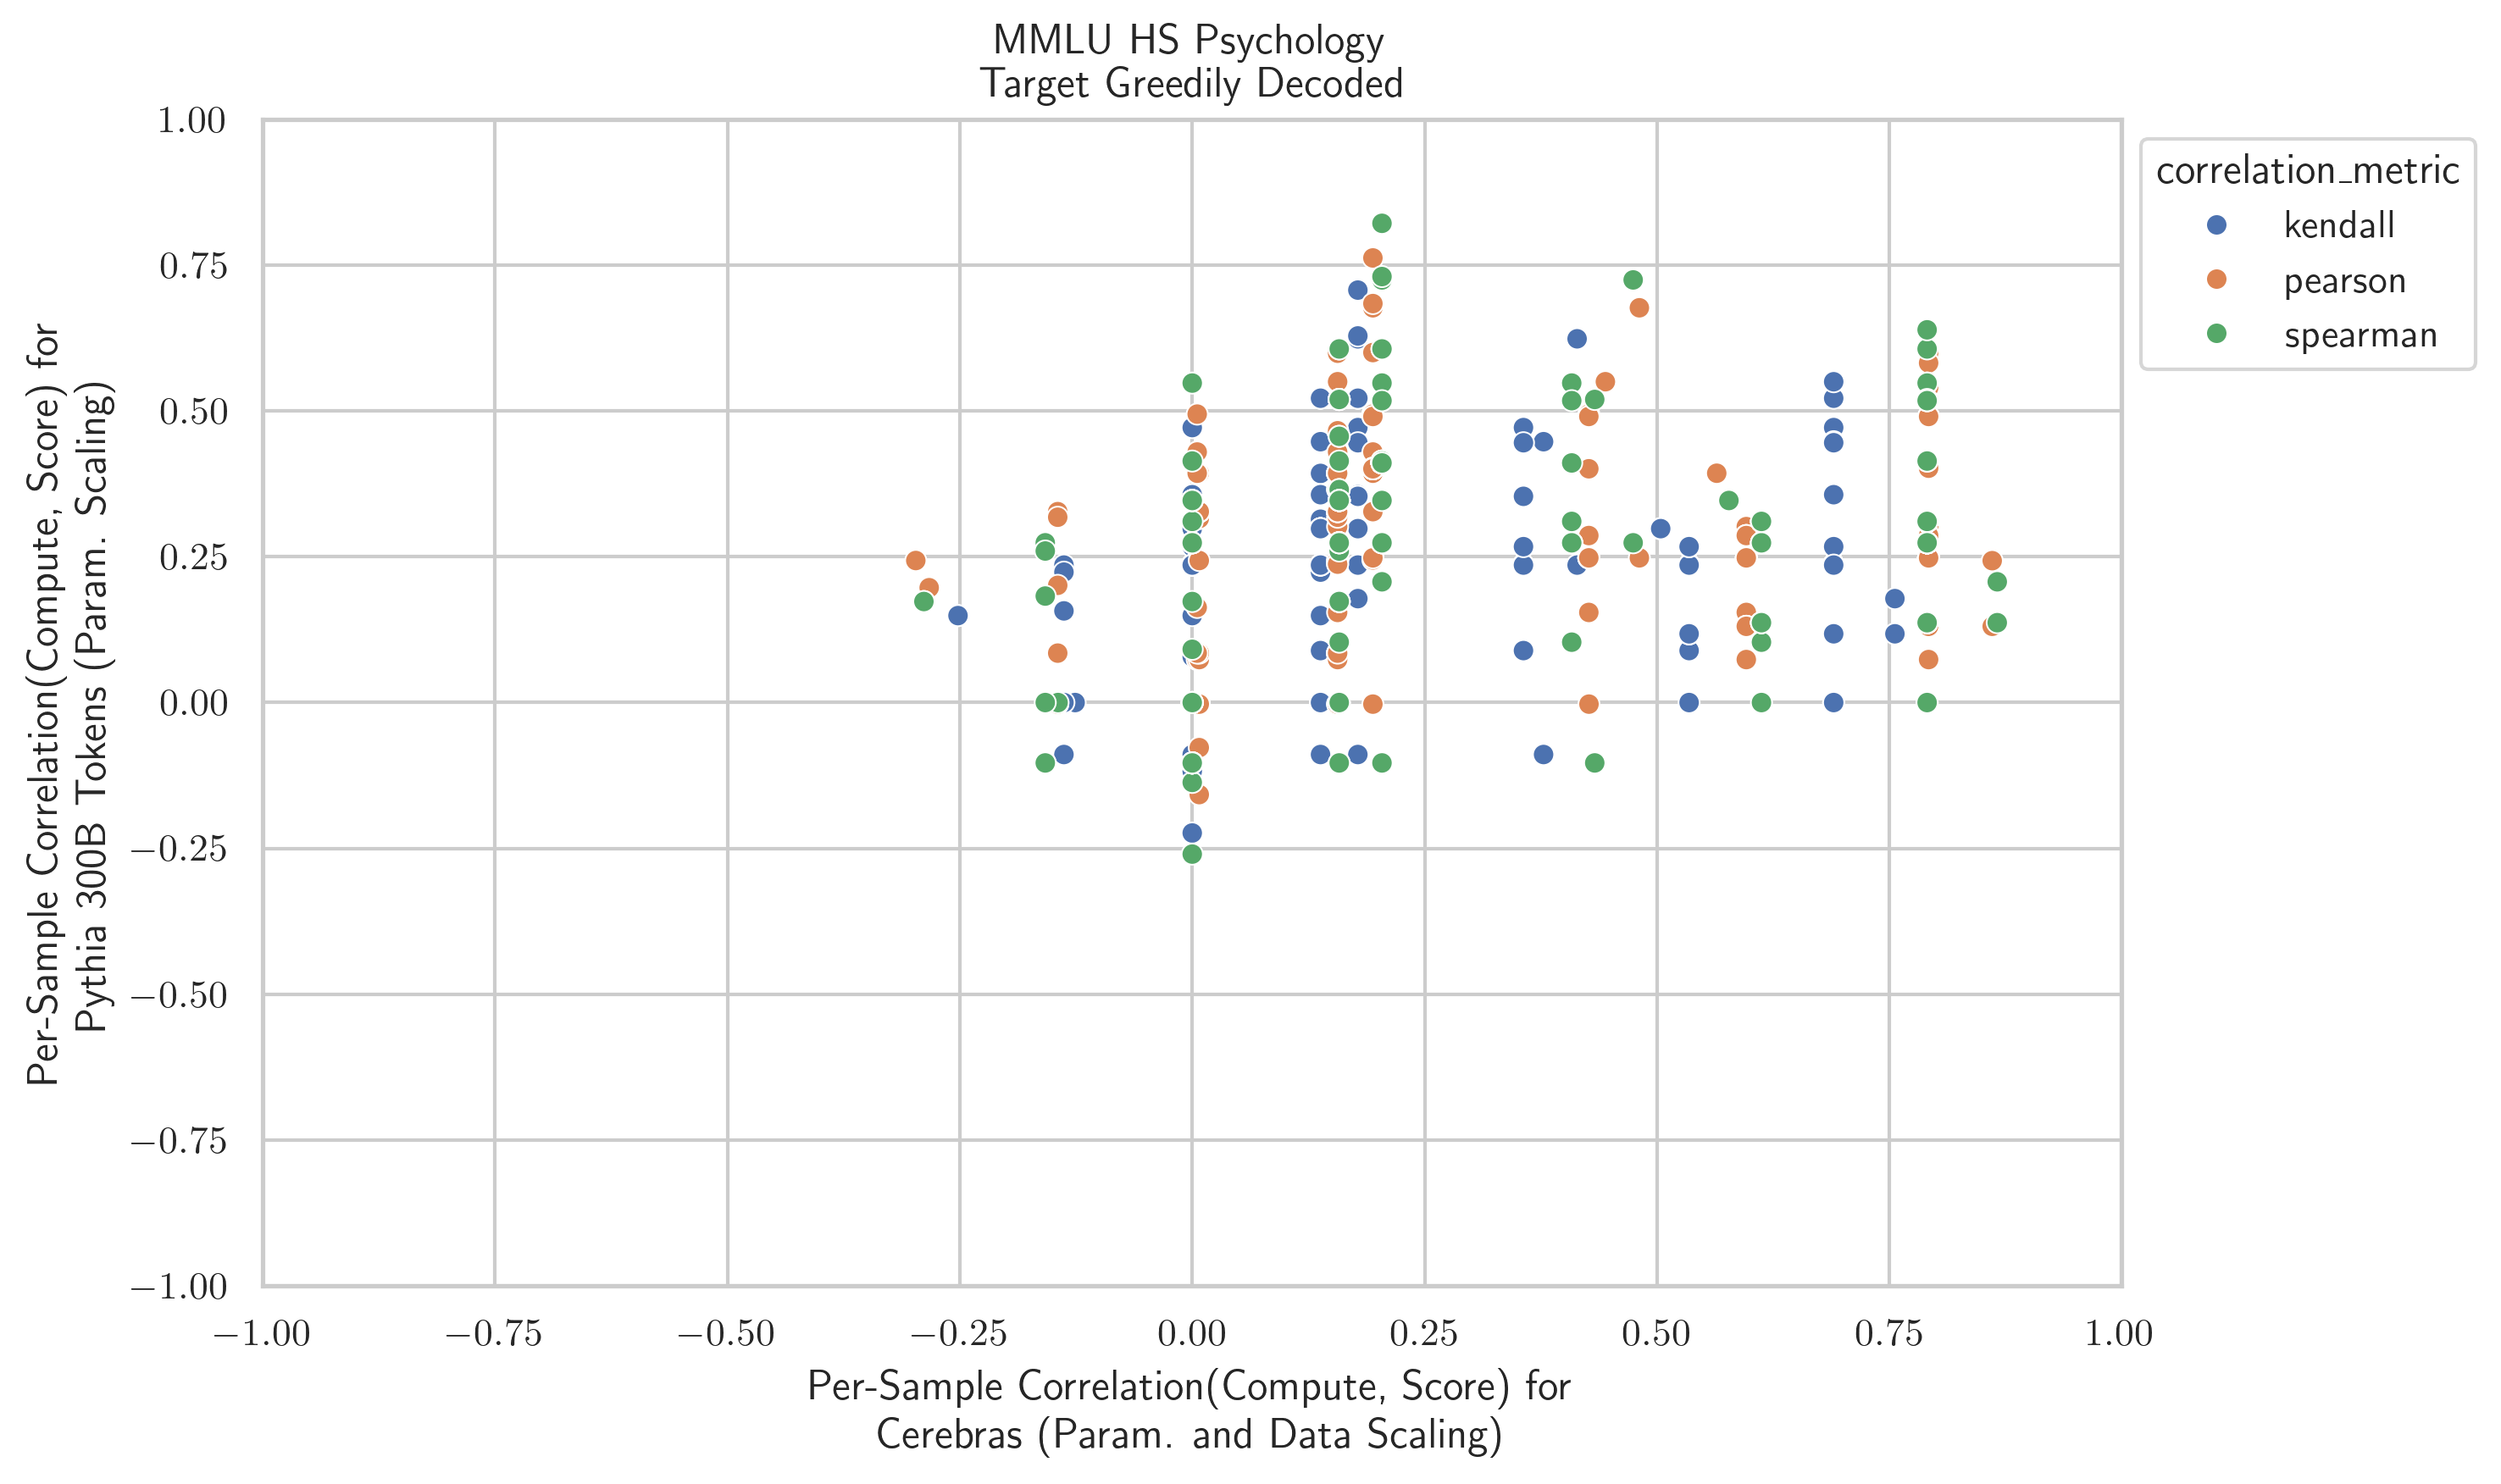 MMLU HS Psychology
Target Greedily Decoded
Per-Sample Correlation(Compute, Score) for
Pythia 300B Tokens (Param. Scaling)
1.00
0.75
0.50
0.25
0.00
−0.25
−0.50
−0.75
−1.00
−1.00 −0.75 −0.50 −0.25 0.00 0.25 0.50 0.75 1.00
Per-Sample Correlation(Compute, Score) for
Cerebras (Param. and Data Scaling)
correlation_metric
kendall
pearson
spearman